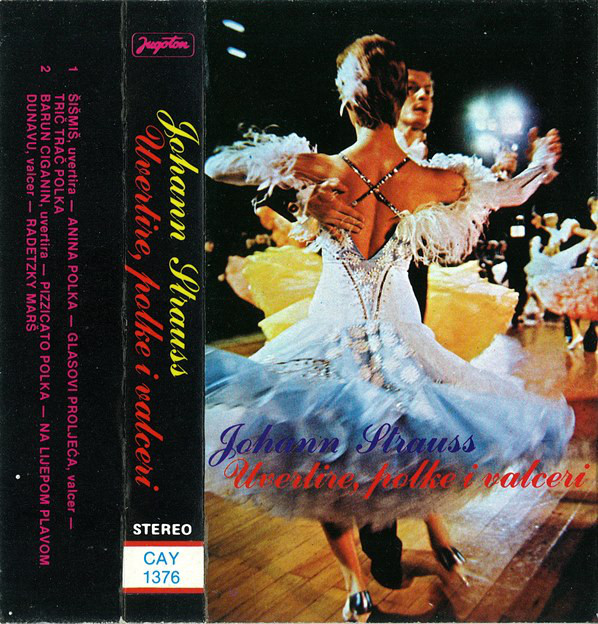 1 ŠIŠMIŠ, uvertira — ANINA POLKA — GLASOVI PROLJEĆA, valcer —
TRIČ TRAČ POLKA
2 BARUN CIGANIN, uvertira — PIZZICATO POLKA — NA LIJEPOM PLAVOM
DUNAVU, valcer — RADETZKY MARŠ
Jugoton
Johann Strauss
Uvertire, polke i valceri
STEREO
CAY
1376
Johann Strauss
Uvertire, polke i valceri